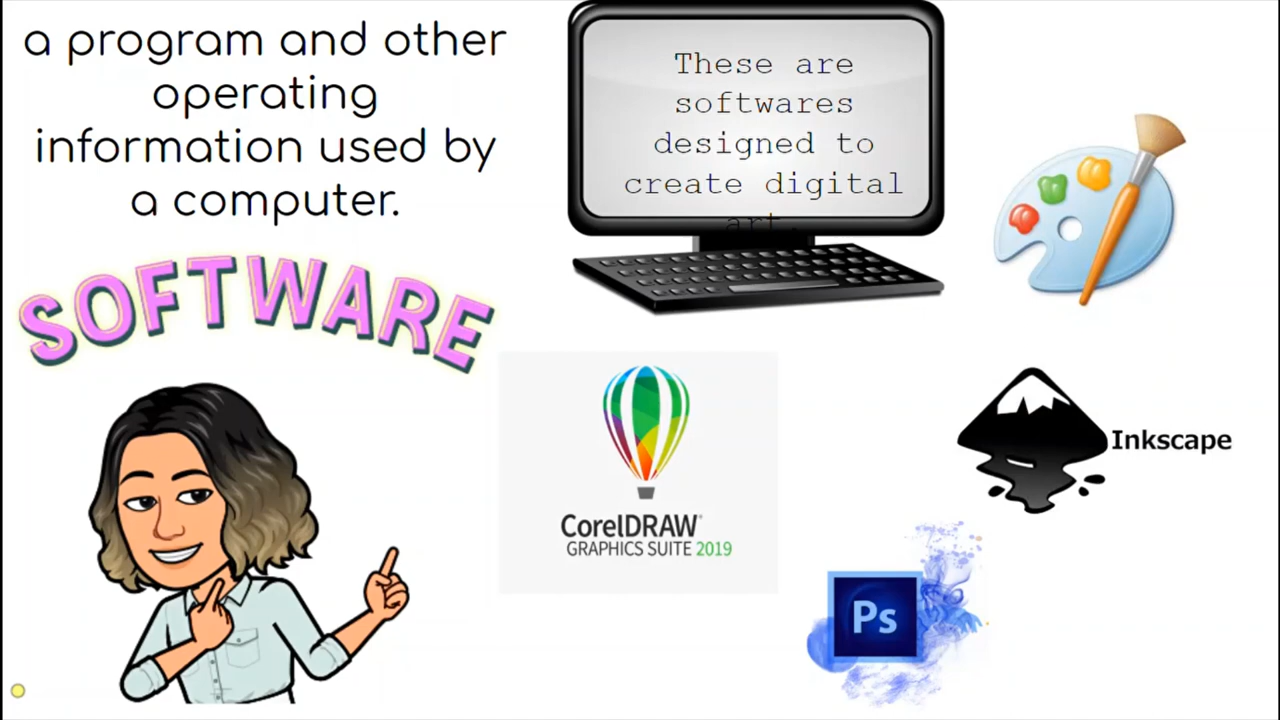 a program and other
operating
information used by
a computer.
SOFTWARE
These are
softwares
designed to
create digital
art.
CorelDRAW
GRAPHICS SUITE 2019
Inkscape
Ps